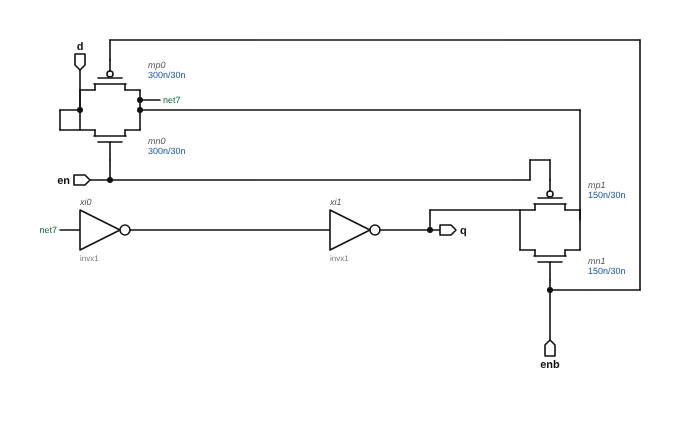 d
mp0
300n/30n
net7
mn0
300n/30n
en
mp1
150n/30n
xi0
xi1
net7
q
invx1
invx1
mn1
150n/30n
enb